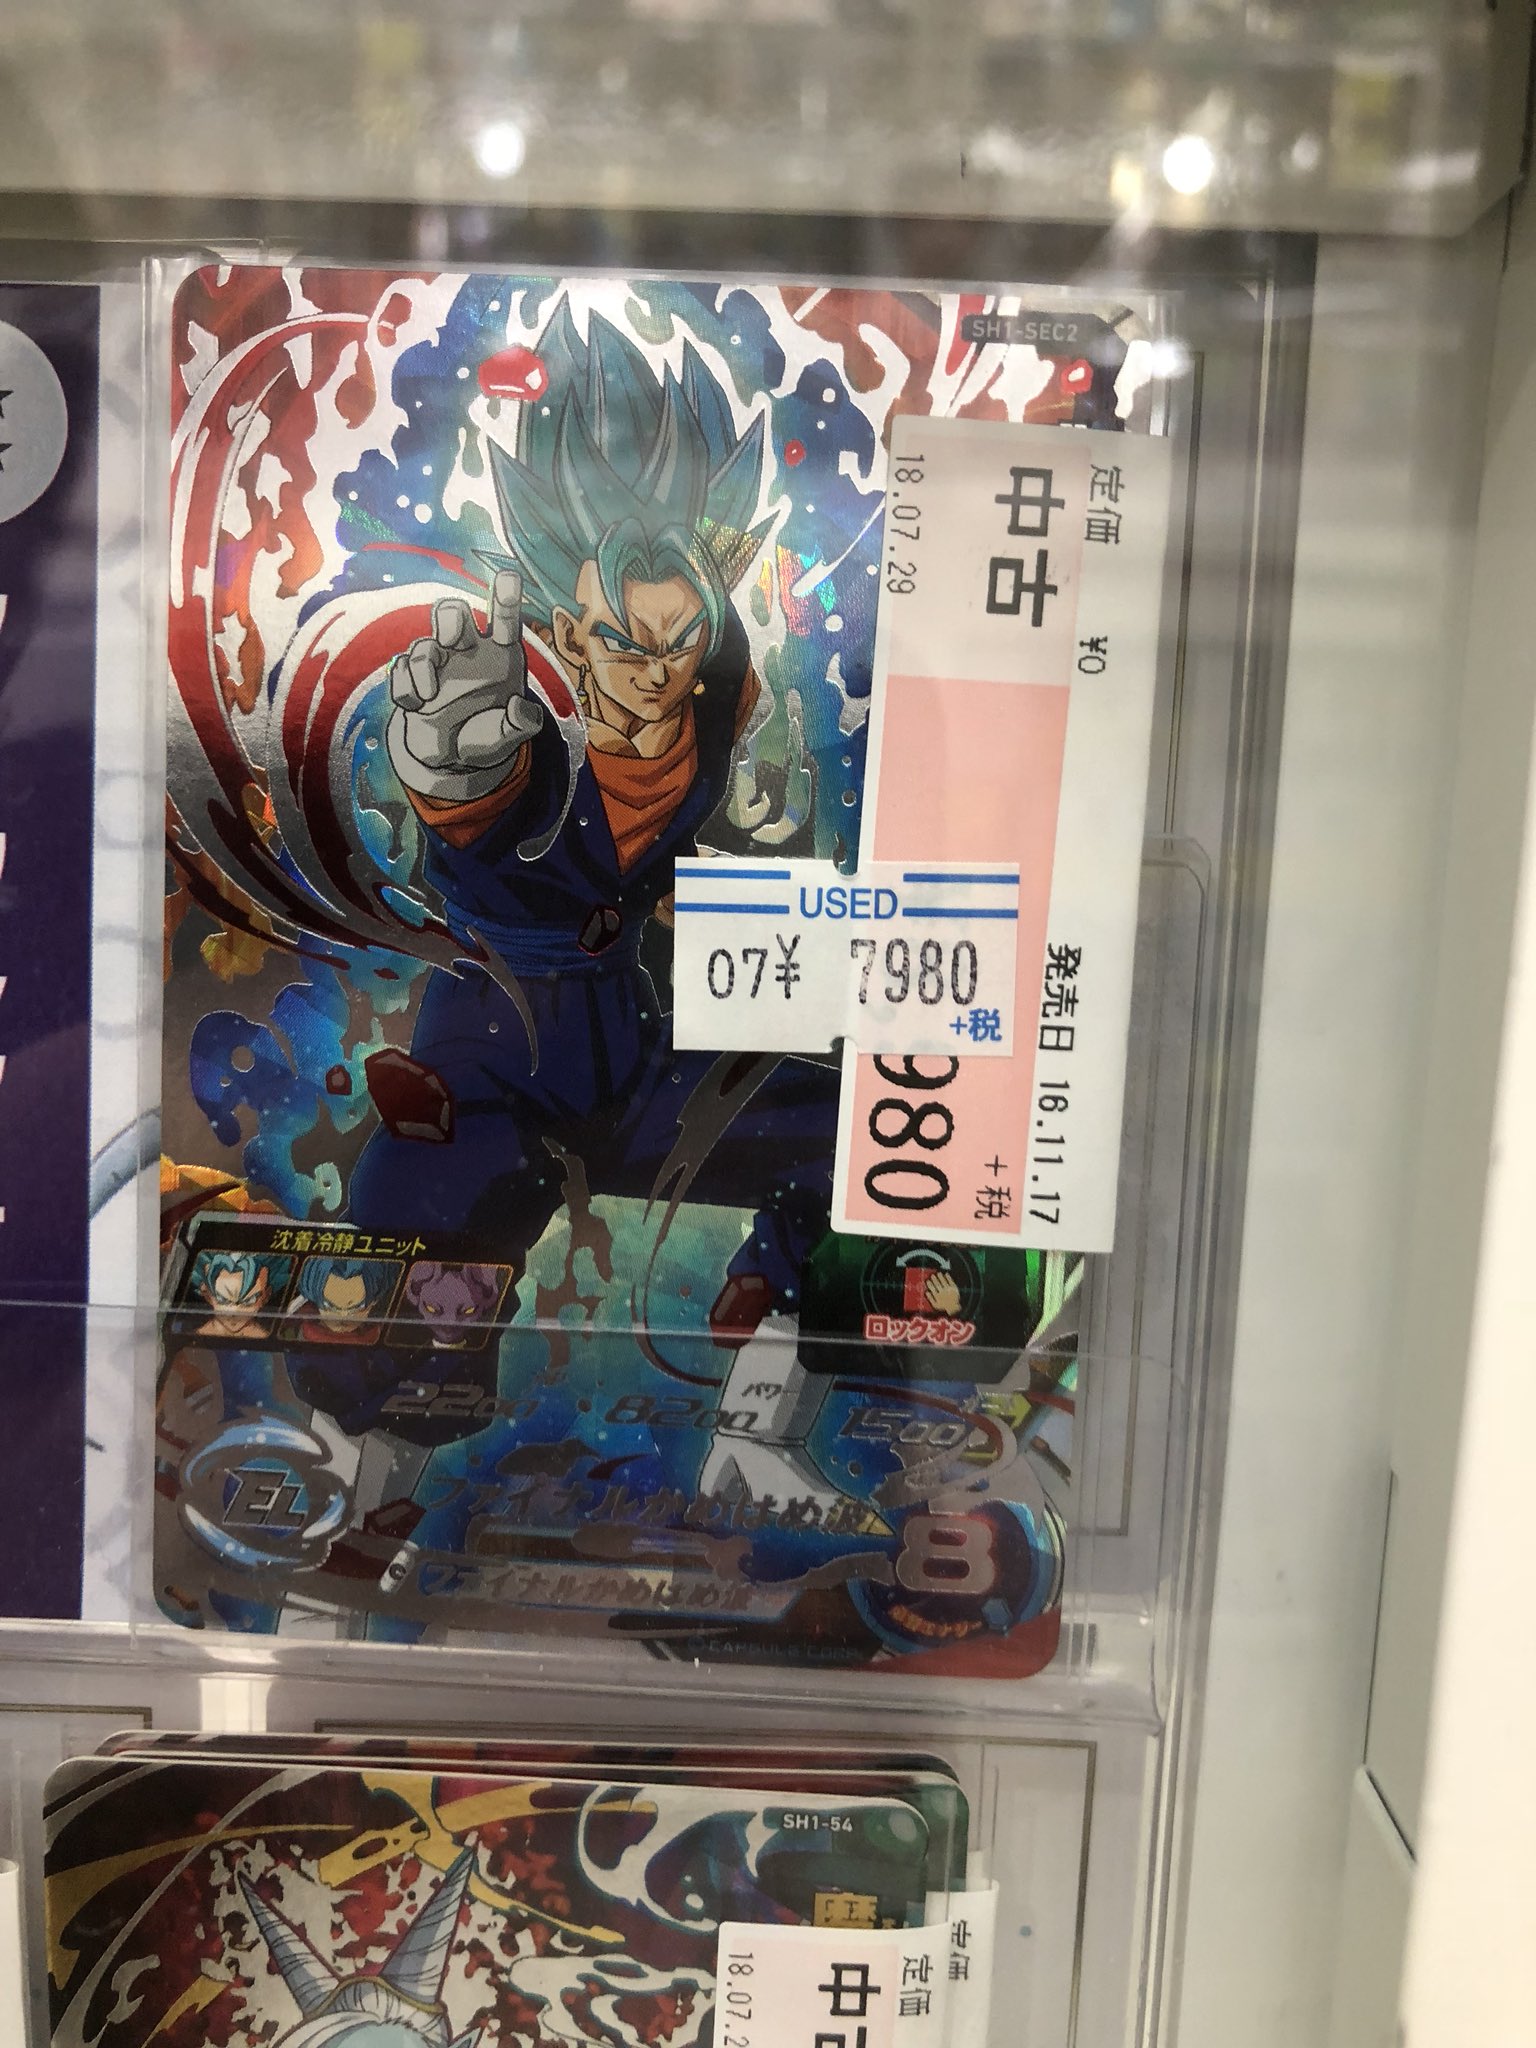 SH1-SEC2
定価 ¥0 発売日 16.11.17
中古
18.07.29
980
+税
USED
07¥ 7980
+税
沈着冷静ユニット
ロックオン
2200 8200 1500
パワー
EL
ファイナルかめはめ波
8
ファイナルかめはめ波
CAPSULE CORP.
SH1-54
定価
定価
中古
18.07.2